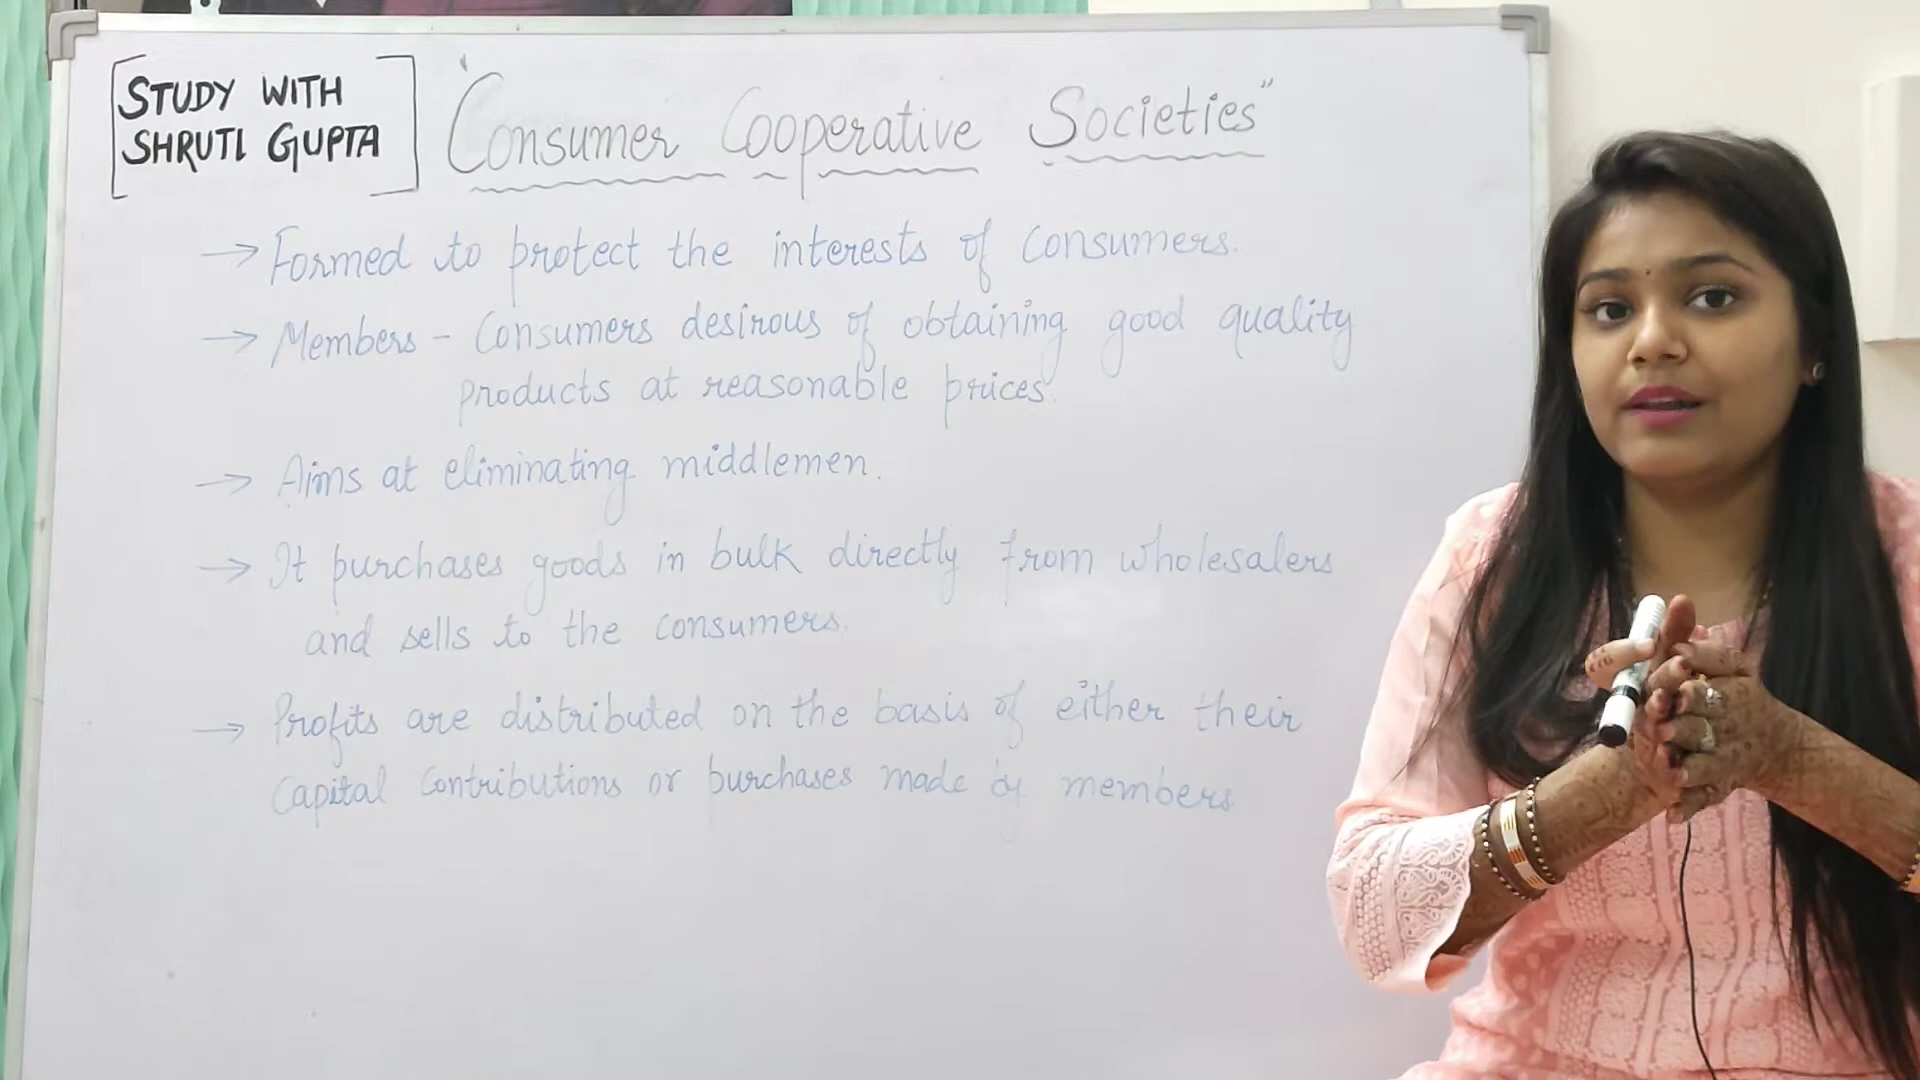 STUDY WITH
SHRUTI GUPTA
"Consumer Cooperative Societies"
→ Formed to protect the interests of consumers.
→ Members - Consumers desirous of obtaining good quality
products at reasonable prices.
→ Aims at eliminating middlemen.
→ It purchases goods in bulk directly from wholesalers
and sells to the consumers.
→ Profits are distributed on the basis of either their
Capital Contributions or purchases made by members